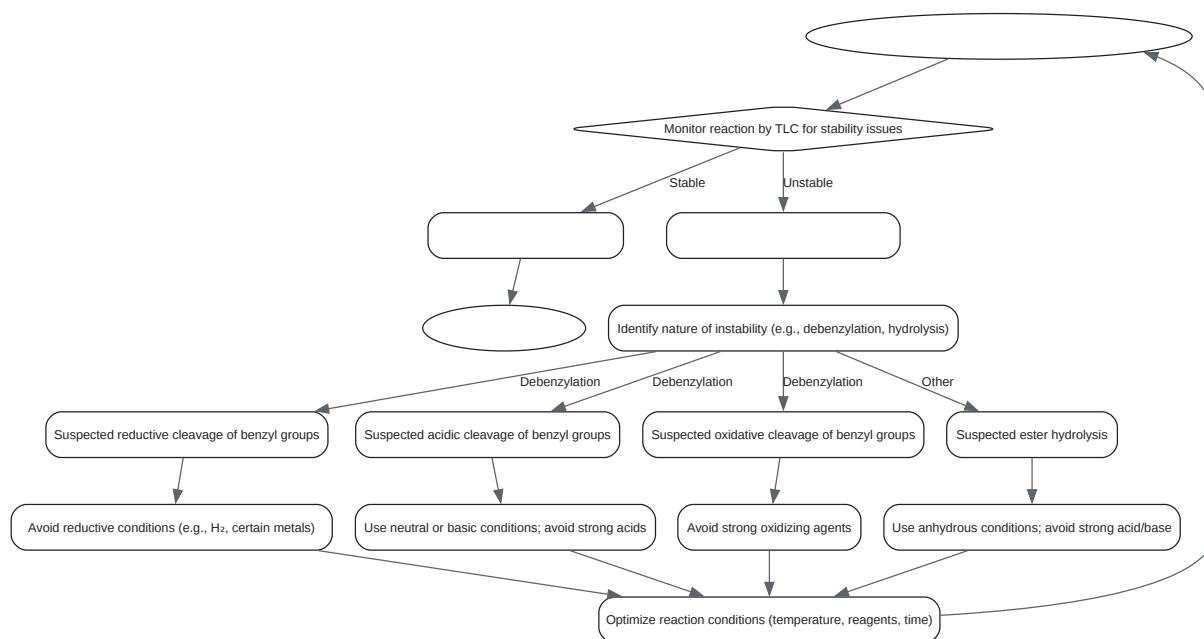 Monitor reaction by TLC for stability issues
Stable
Unstable
Identify nature of instability (e.g., debenzylation, hydrolysis)
Debenzylation
Debenzylation
Debenzylation
Other
Suspected reductive cleavage of benzyl groups
Suspected acidic cleavage of benzyl groups
Suspected oxidative cleavage of benzyl groups
Suspected ester hydrolysis
Avoid reductive conditions (e.g., H₂, certain metals)
Use neutral or basic conditions; avoid strong acids
Avoid strong oxidizing agents
Use anhydrous conditions; avoid strong acid/base
Optimize reaction conditions (temperature, reagents, time)